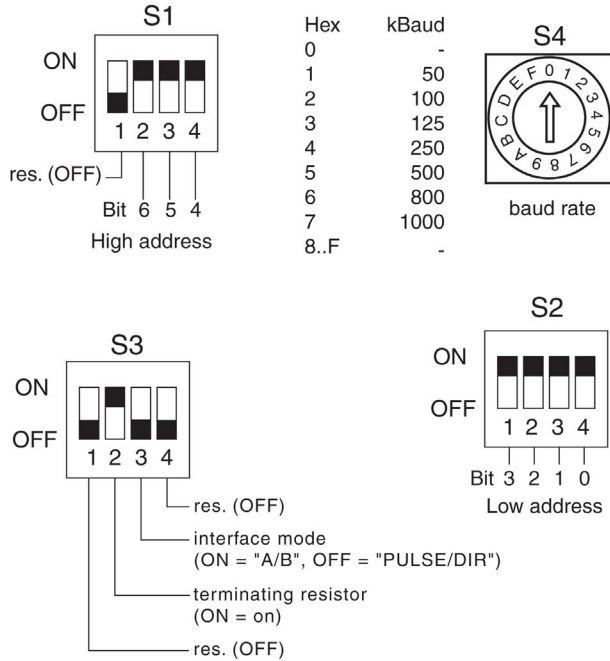 S1
ON
OFF
1 2 3 4
res. (OFF)
Bit 6 5 4
High address
Hex kBaud
0 -
1 50
2 100
3 125
4 250
5 500
6 800
7 1000
8..F -
S4
0 1 2 3 4 5 6 7 8 9 A B C D E F
baud rate
S3
ON
OFF
1 2 3 4
res. (OFF)
interface mode
(ON = "A/B", OFF = "PULSE/DIR")
terminating resistor
(ON = on)
res. (OFF)
S2
ON
OFF
1 2 3 4
Bit 3 2 1 0
Low address